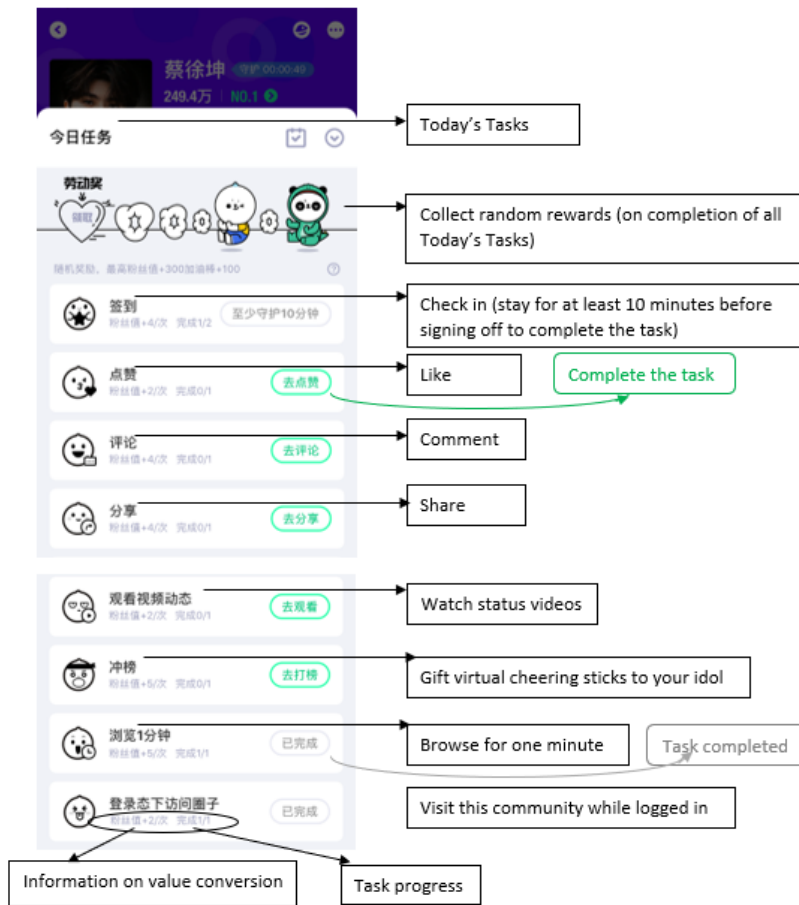 蔡徐坤 守护 00:00:49
249.4万 NO.1
今日任务
Today's Tasks
劳动奖
领取
Collect random rewards (on completion of all
Today's Tasks)
随机奖励，最高粉丝值+300加油棒+100
签到
粉丝值+4/次 完成1/2
至少守护10分钟
Check in (stay for at least 10 minutes before
signing off to complete the task)
点赞
粉丝值+2/次 完成0/1
去点赞
Like
Complete the task
评论
粉丝值+4/次 完成0/1
去评论
Comment
分享
粉丝值+4/次 完成0/1
去分享
Share
观看视频动态
粉丝值+2/次 完成0/1
去观看
Watch status videos
冲榜
粉丝值+5/次 完成0/1
去打榜
Gift virtual cheering sticks to your idol
浏览1分钟
粉丝值+5/次 完成1/1
已完成
Browse for one minute
Task completed
登录态下访问圈子
粉丝值+2/次 完成1/1
已完成
Visit this community while logged in
Information on value conversion
Task progress